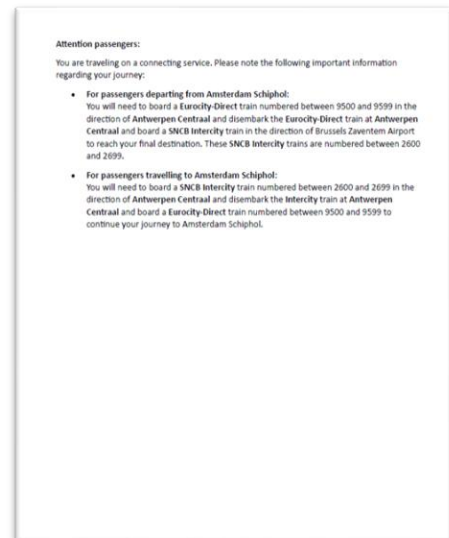 Attention passengers:
You are traveling on a connecting service. Please note the following important information
regarding your journey:
• For passengers departing from Amsterdam Schiphol:
You will need to board a Eurocity-Direct train numbered between 9500 and 9599 in the
direction of Antwerpen Centraal and disembark the Eurocity-Direct train at Antwerpen
Centraal and board a SNCB Intercity train in the direction of Brussels Zaventem Airport
to reach your final destination. These SNCB Intercity trains are numbered between 2600
and 2699.
• For passengers travelling to Amsterdam Schiphol:
You will need to board a SNCB Intercity train numbered between 2600 and 2699 in the
direction of Antwerpen Centraal and disembark the Intercity train at Antwerpen
Centraal and board a Eurocity-Direct train numbered between 9500 and 9599 to
continue your journey to Amsterdam Schiphol.